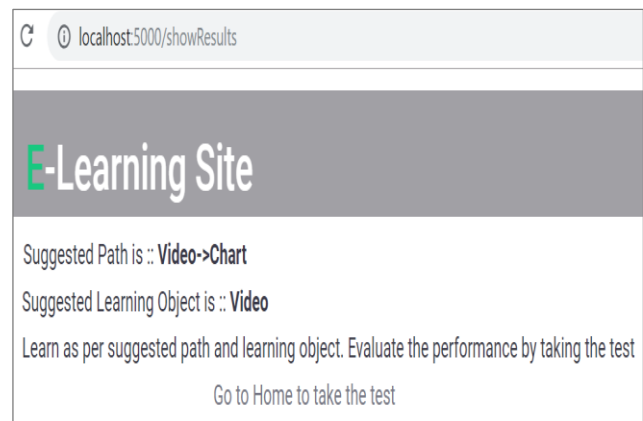 localhost:5000/showResults
E-Learning Site
Suggested Path is :: Video->Chart
Suggested Learning Object is :: Video
Learn as per suggested path and learning object. Evaluate the performance by taking the test
Go to Home to take the test